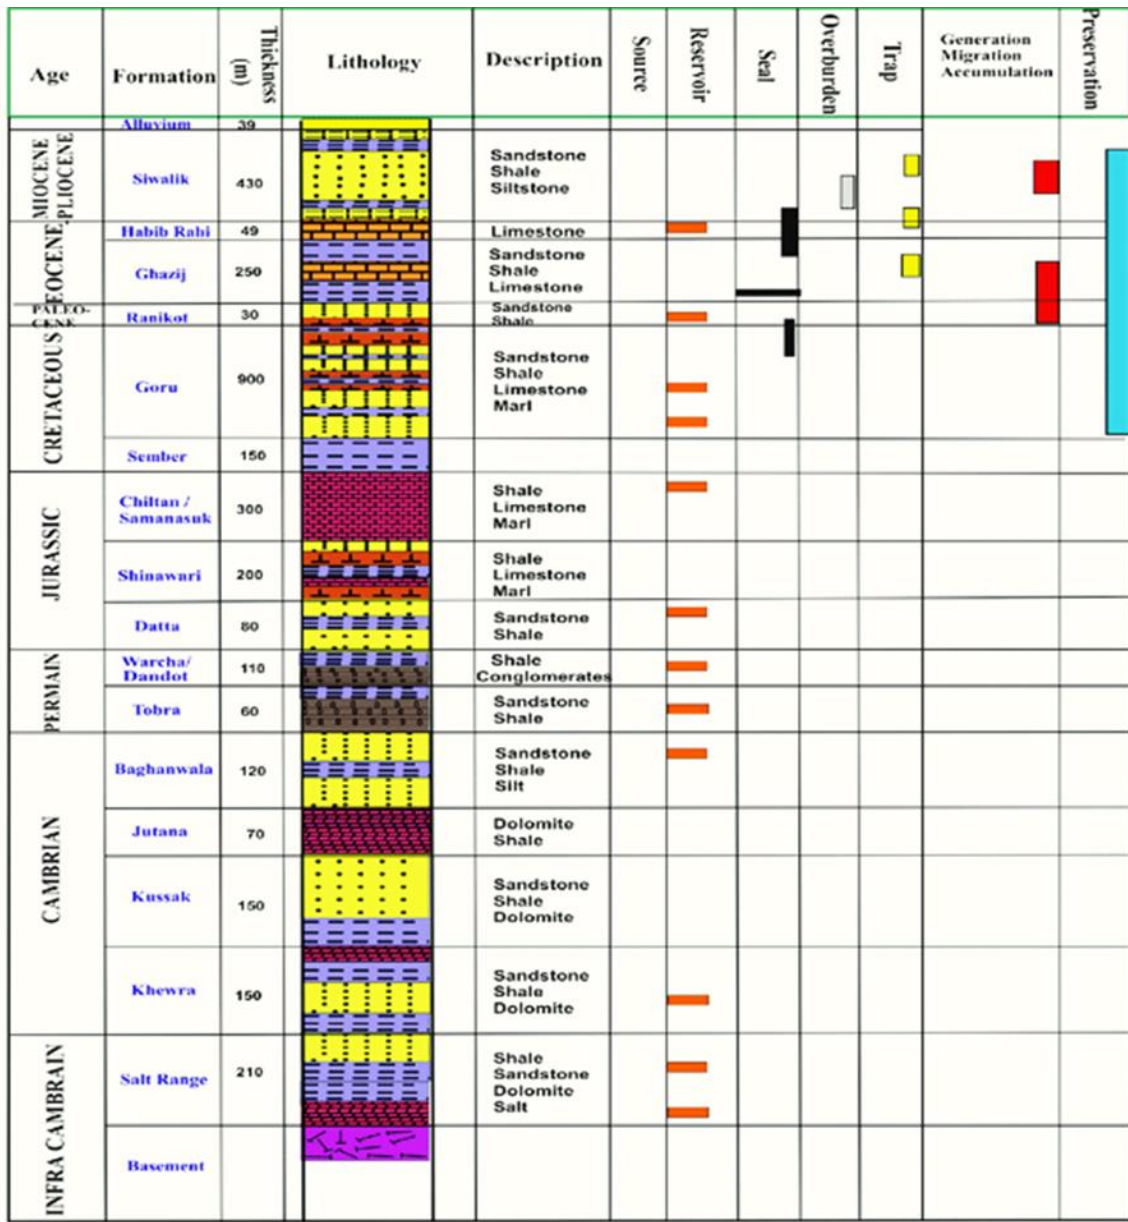 Age
Formation
Thickness
(m)
Lithology
Description
Source
Reservoir
Seal
Overburden
Trap
Generation
Migration
Accumulation
Preservation
Alluvium 39
MIOCENE
PLIOCENE
Siwalik 430
Sandstone
Shale
Siltstone
EOCENE
Habib Rahi 49 Limestone
Ghazij 250
Sandstone
Shale
Limestone
PALEO-
CENE
Ranikot 30
Sandstone
Shale
CRETACEOUS
Goru 900
Sandstone
Shale
Limestone
Marl
Sember 150
JURASSIC
Chiltan /
Samanasuk
300
Shale
Limestone
Marl
Shinawari 200
Shale
Limestone
Marl
Datta 80
Sandstone
Shale
PERMAIN
Warcha/
Dandot
110
Shale
Conglomerates
Tobra 60
Sandstone
Shale
CAMBRIAN
Baghanwala 120
Sandstone
Shale
Silt
Jutana 70
Dolomite
Shale
Kussak 150
Sandstone
Shale
Dolomite
Khewra 150
Sandstone
Shale
Dolomite
INFRA CAMBRAIN
Salt Range 210
Shale
Sandstone
Dolomite
Salt
Basement